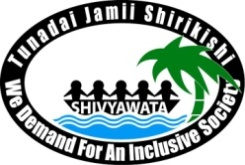 Tunadai Jamii Shirikishi
SHIVYAWATA
We Demand For An Inclusive Society